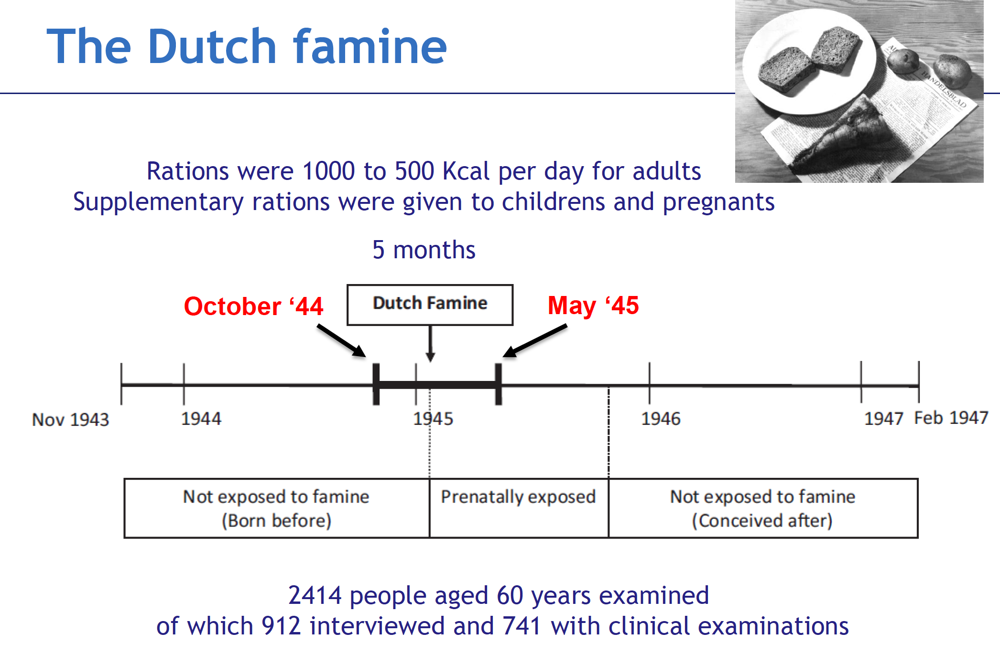 The Dutch famine
HANDELSBLAD
Rations were 1000 to 500 Kcal per day for adults
Supplementary rations were given to childrens and pregnants
5 months
October ‘44
Dutch Famine
May ‘45
Nov 1943
1944
1945
1946
1947
Feb 1947
Not exposed to famine
(Born before)
Prenatally exposed
Not exposed to famine
(Conceived after)
2414 people aged 60 years examined
of which 912 interviewed and 741 with clinical examinations